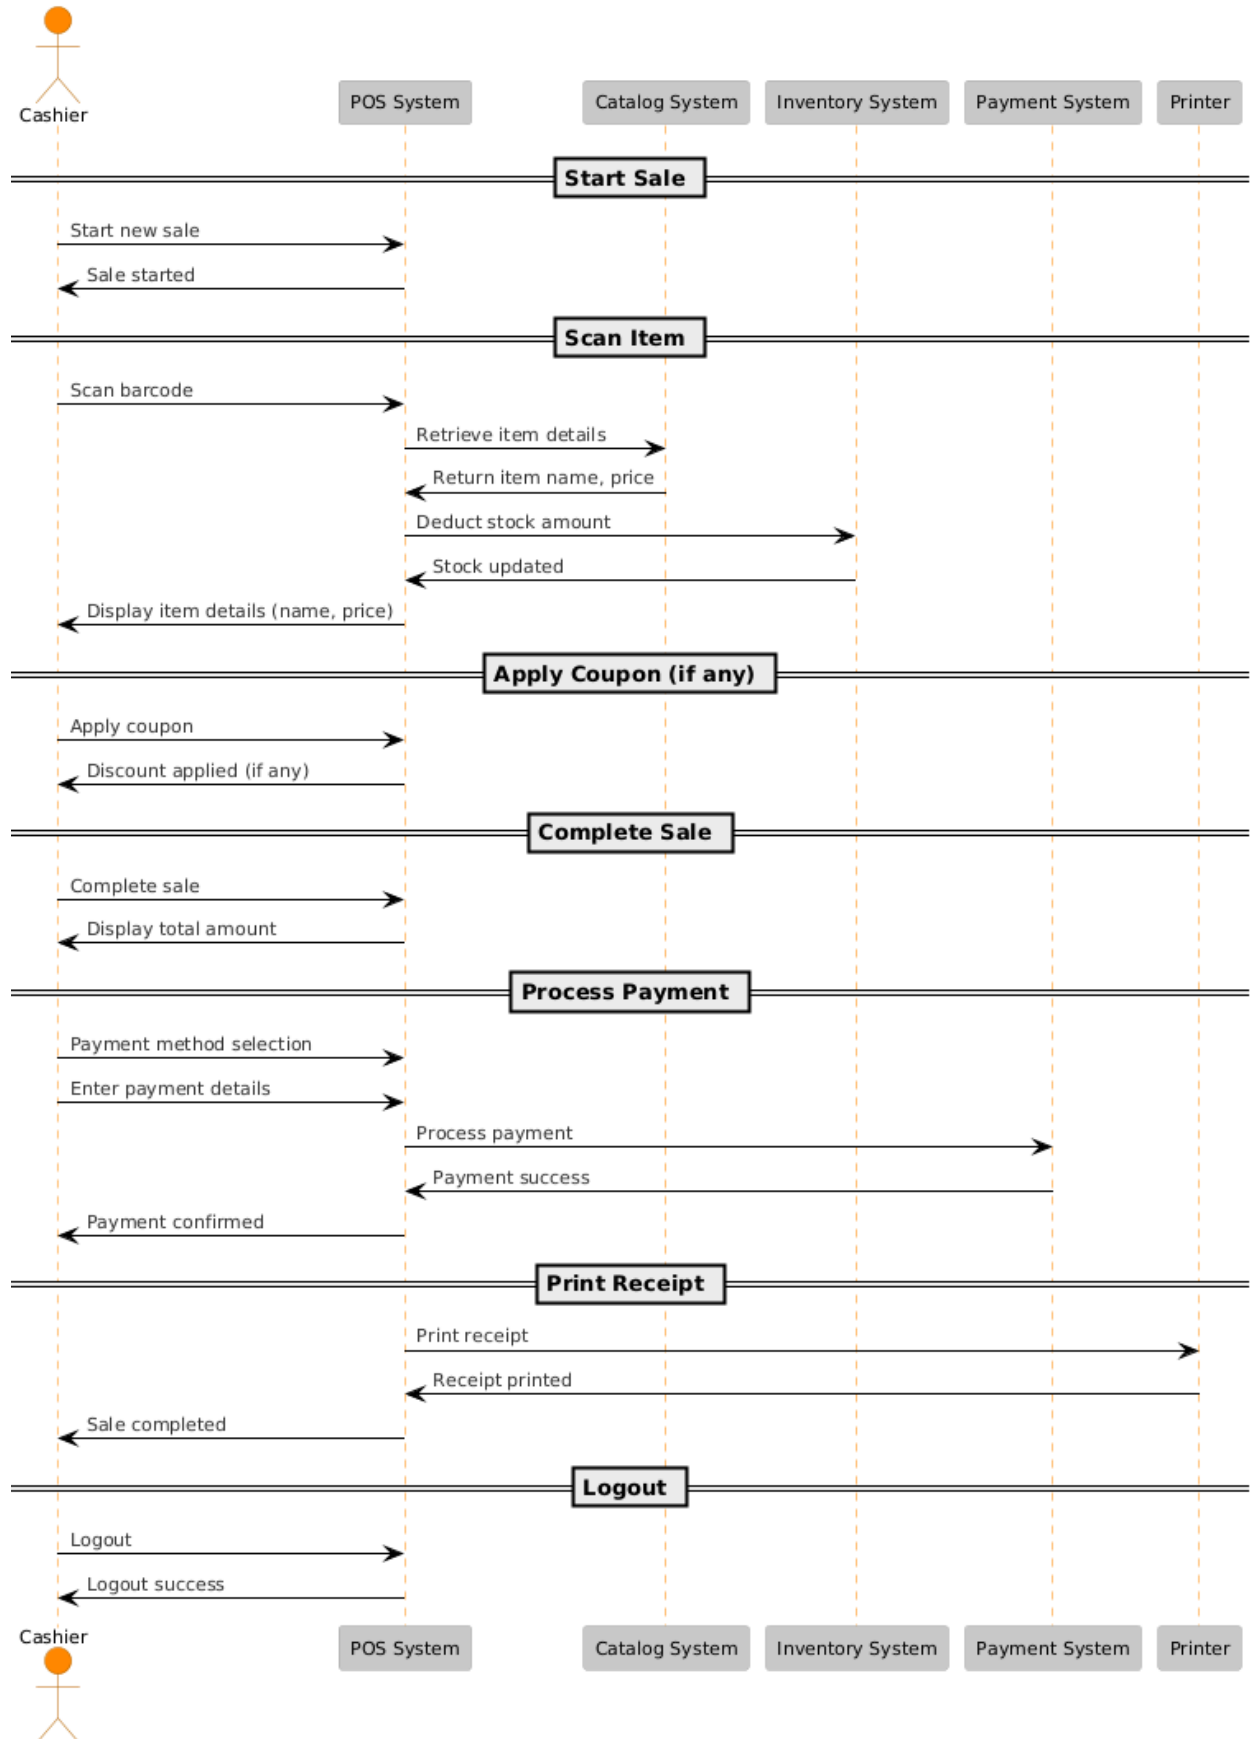 Cashier
POS System
Catalog System
Inventory System
Payment System
Printer
Start Sale
Start new sale
Sale started
Scan Item
Scan barcode
Retrieve item details
Return item name, price
Deduct stock amount
Stock updated
Display item details (name, price)
Apply Coupon (if any)
Apply coupon
Discount applied (if any)
Complete Sale
Complete sale
Display total amount
Process Payment
Payment method selection
Enter payment details
Process payment
Payment success
Payment confirmed
Print Receipt
Print receipt
Receipt printed
Sale completed
Logout
Logout
Logout success
Cashier
POS System
Catalog System
Inventory System
Payment System
Printer